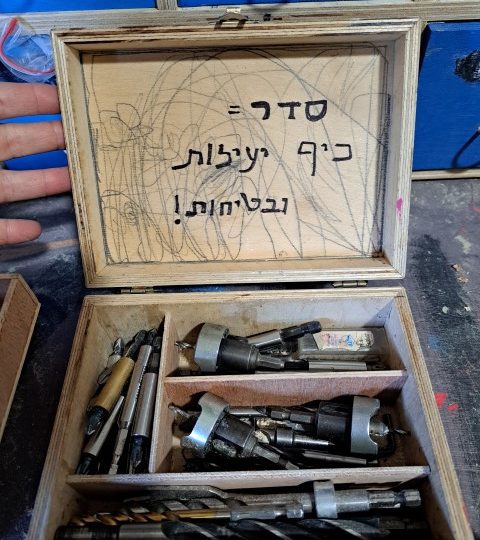 סדר =
כיף יעילות
ובטיחות!